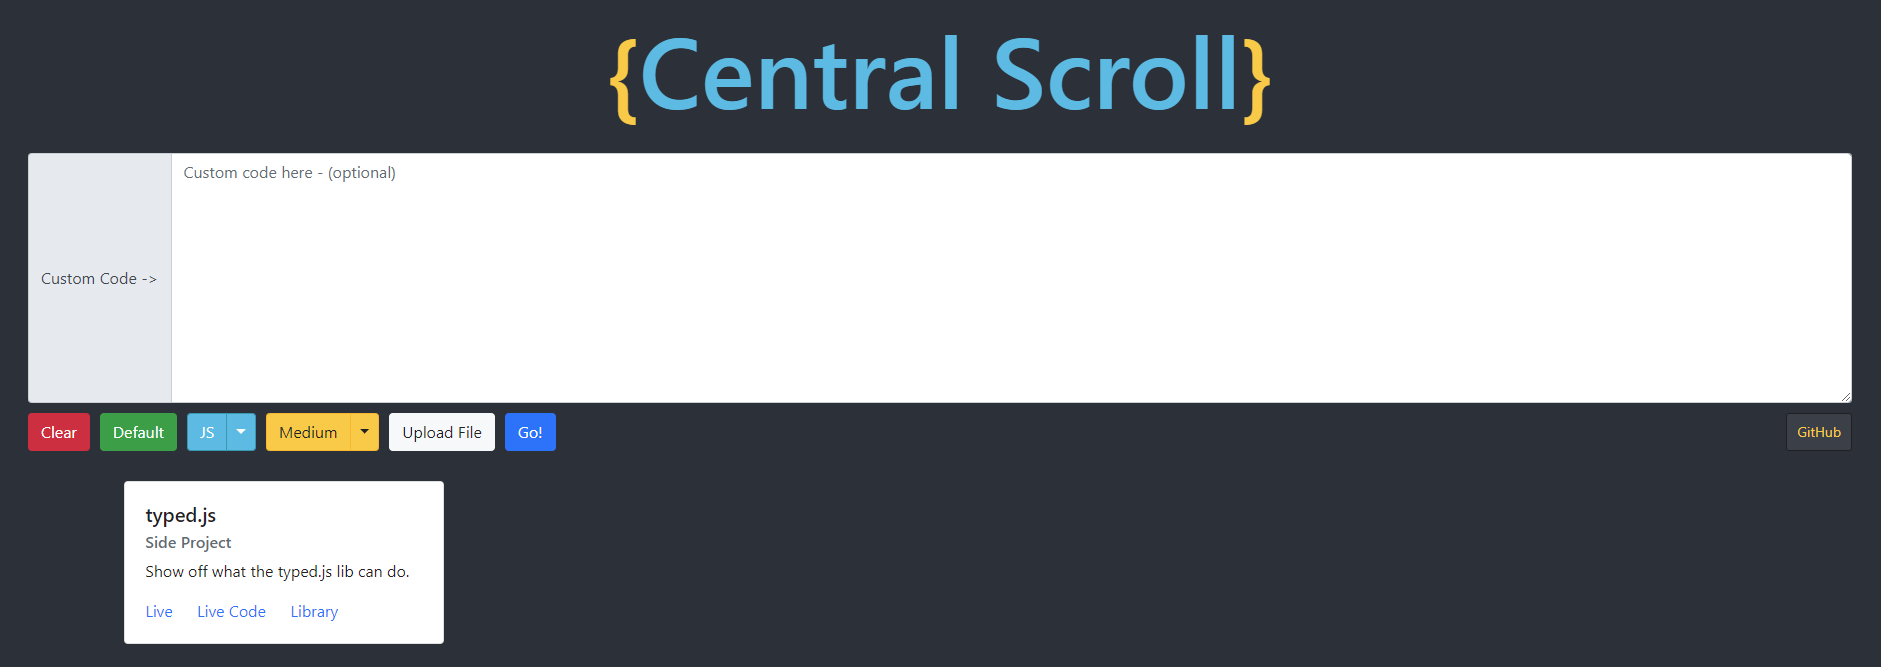 {Central Scroll}
Custom code here - (optional)
Custom Code ->
Clear Default JS Medium Upload File Go! GitHub
typed.js
Side Project
Show off what the typed.js lib can do.
Live Live Code Library